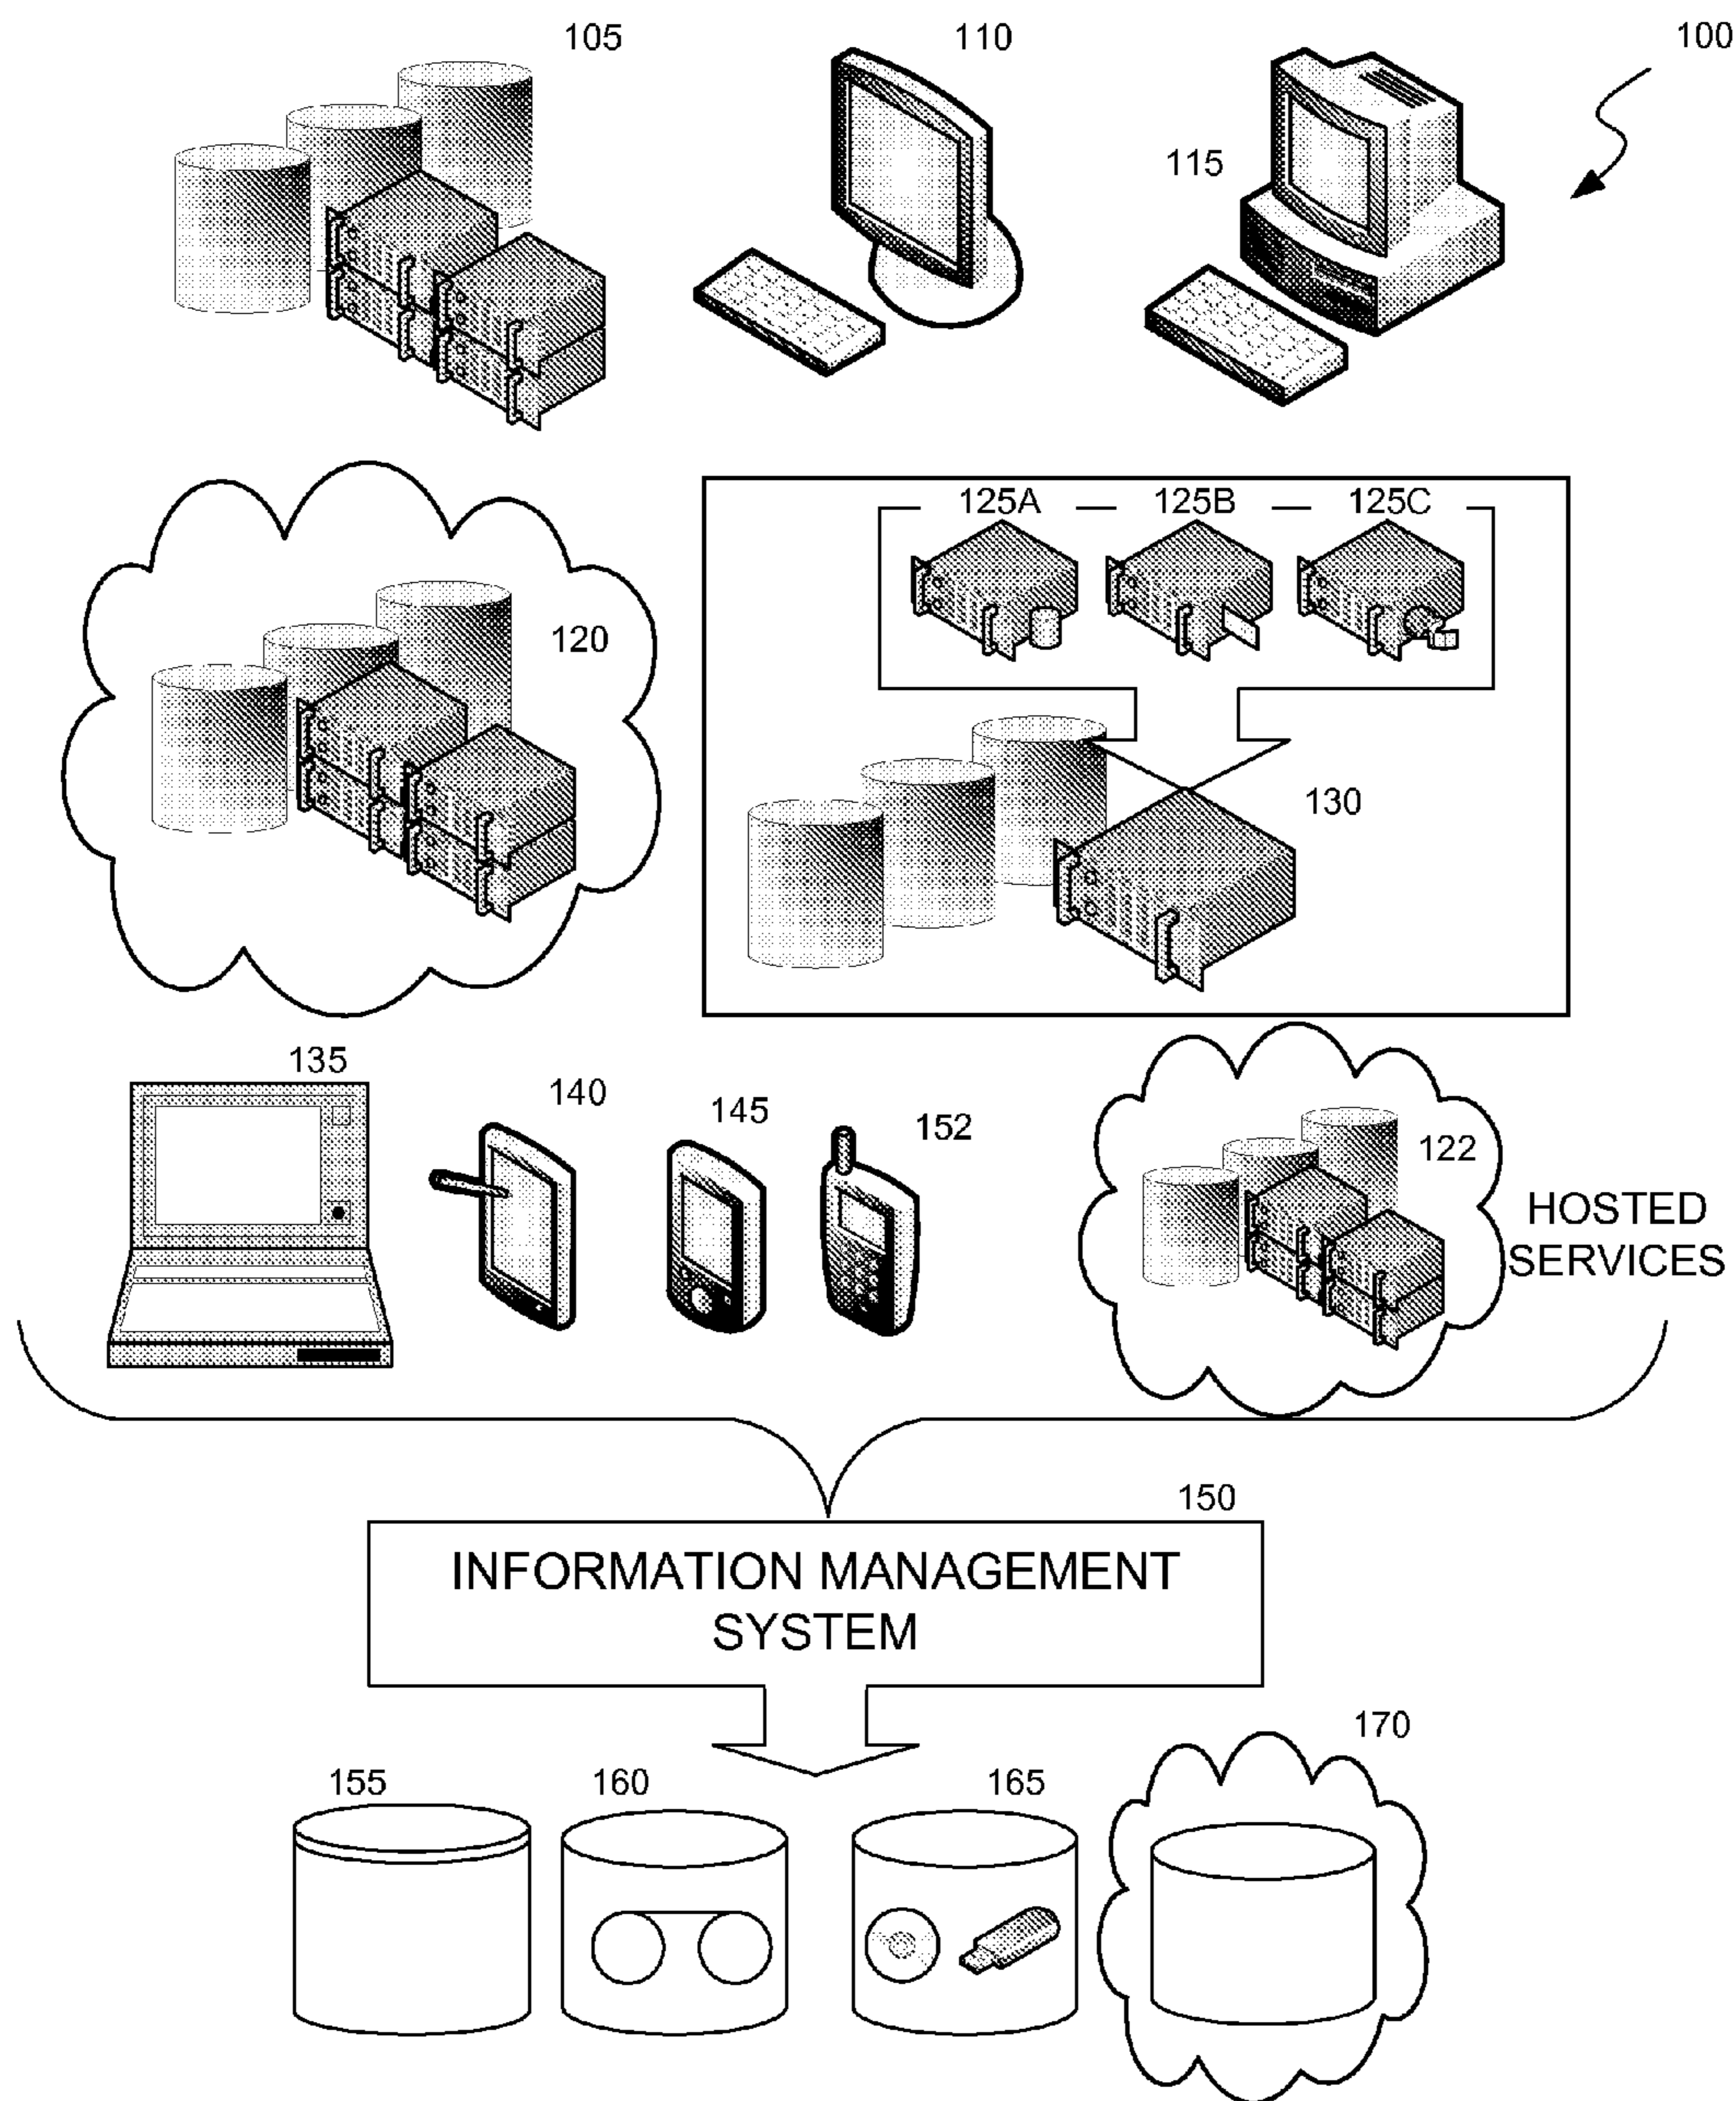 105
110
100
115
125A
125B
125C
120
130
135
140
145
152
122
HOSTED
SERVICES
150
INFORMATION MANAGEMENT
SYSTEM
170
155
160
165